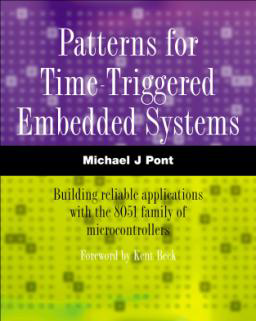 Patterns for
Time-Triggered
Embedded Systems
Michael J Pont
Building reliable applications
with the 8051 family of
microcontrollers
Foreword by Kent Beck